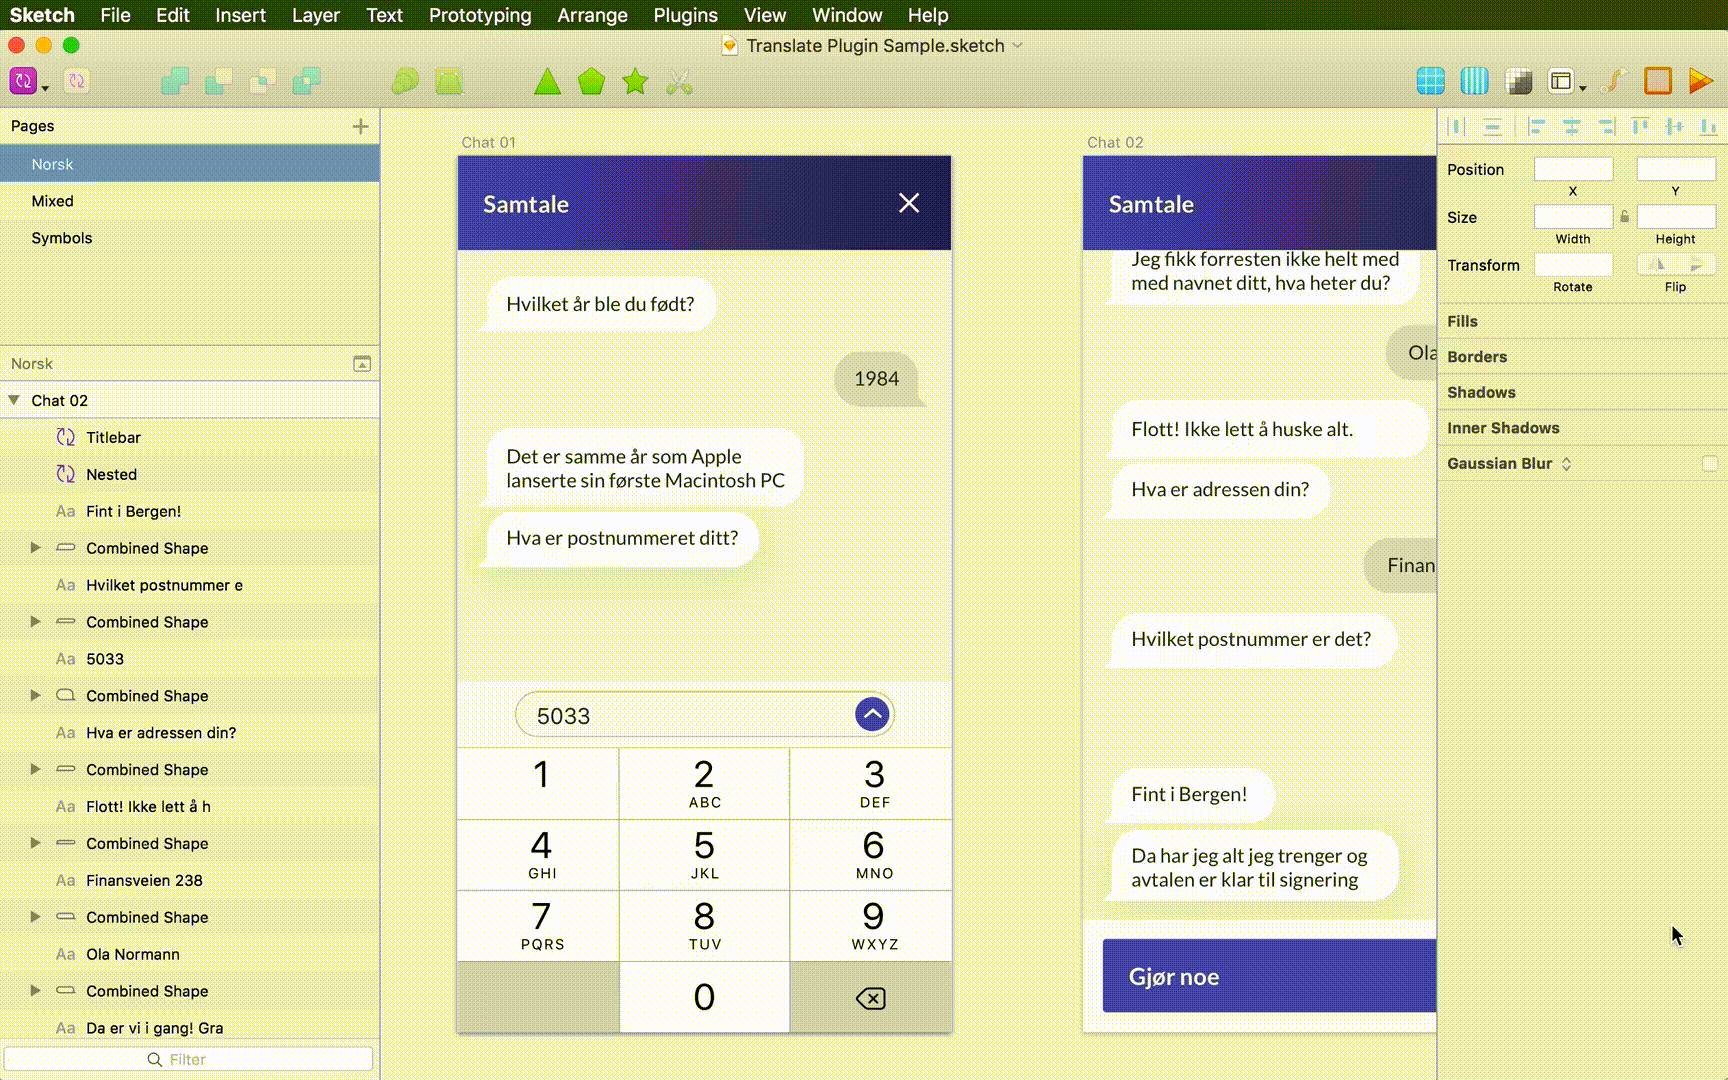 Sketch File Edit Insert Layer Text Prototyping Arrange Plugins View Window Help
Translate Plugin Sample.sketch
Pages
Norsk
Mixed
Symbols
Norsk
Chat 02
Titlebar
Nested
Aa Fint i Bergen!
Combined Shape
Aa Hvilket postnummer e
Combined Shape
Aa 5033
Combined Shape
Aa Hva er adressen din?
Combined Shape
Aa Flott! Ikke lett å h
Combined Shape
Aa Finansveien 238
Combined Shape
Aa Ola Normann
Combined Shape
Aa Da er vi i gang! Gra
Filter
Chat 01
Samtale
Hvilket år ble du født?
1984
Det er samme år som Apple
lanserte sin første Macintosh PC
Hva er postnummeret ditt?
5033
1 2 3
ABC DEF
4 5 6
GHI JKL MNO
7 8 9
PQRS TUV WXYZ
0
Chat 02
Samtale
Jeg fikk forresten ikke helt med
med navnet ditt, hva heter du?
Ola
Flott! Ikke lett å huske alt.
Hva er adressen din?
Finan
Hvilket postnummer er det?
Fint i Bergen!
Da har jeg alt jeg trenger og
avtalen er klar til signering
Gjør noe
Position
X Y
Size
Width Height
Transform
Rotate Flip
Fills
Borders
Shadows
Inner Shadows
Gaussian Blur